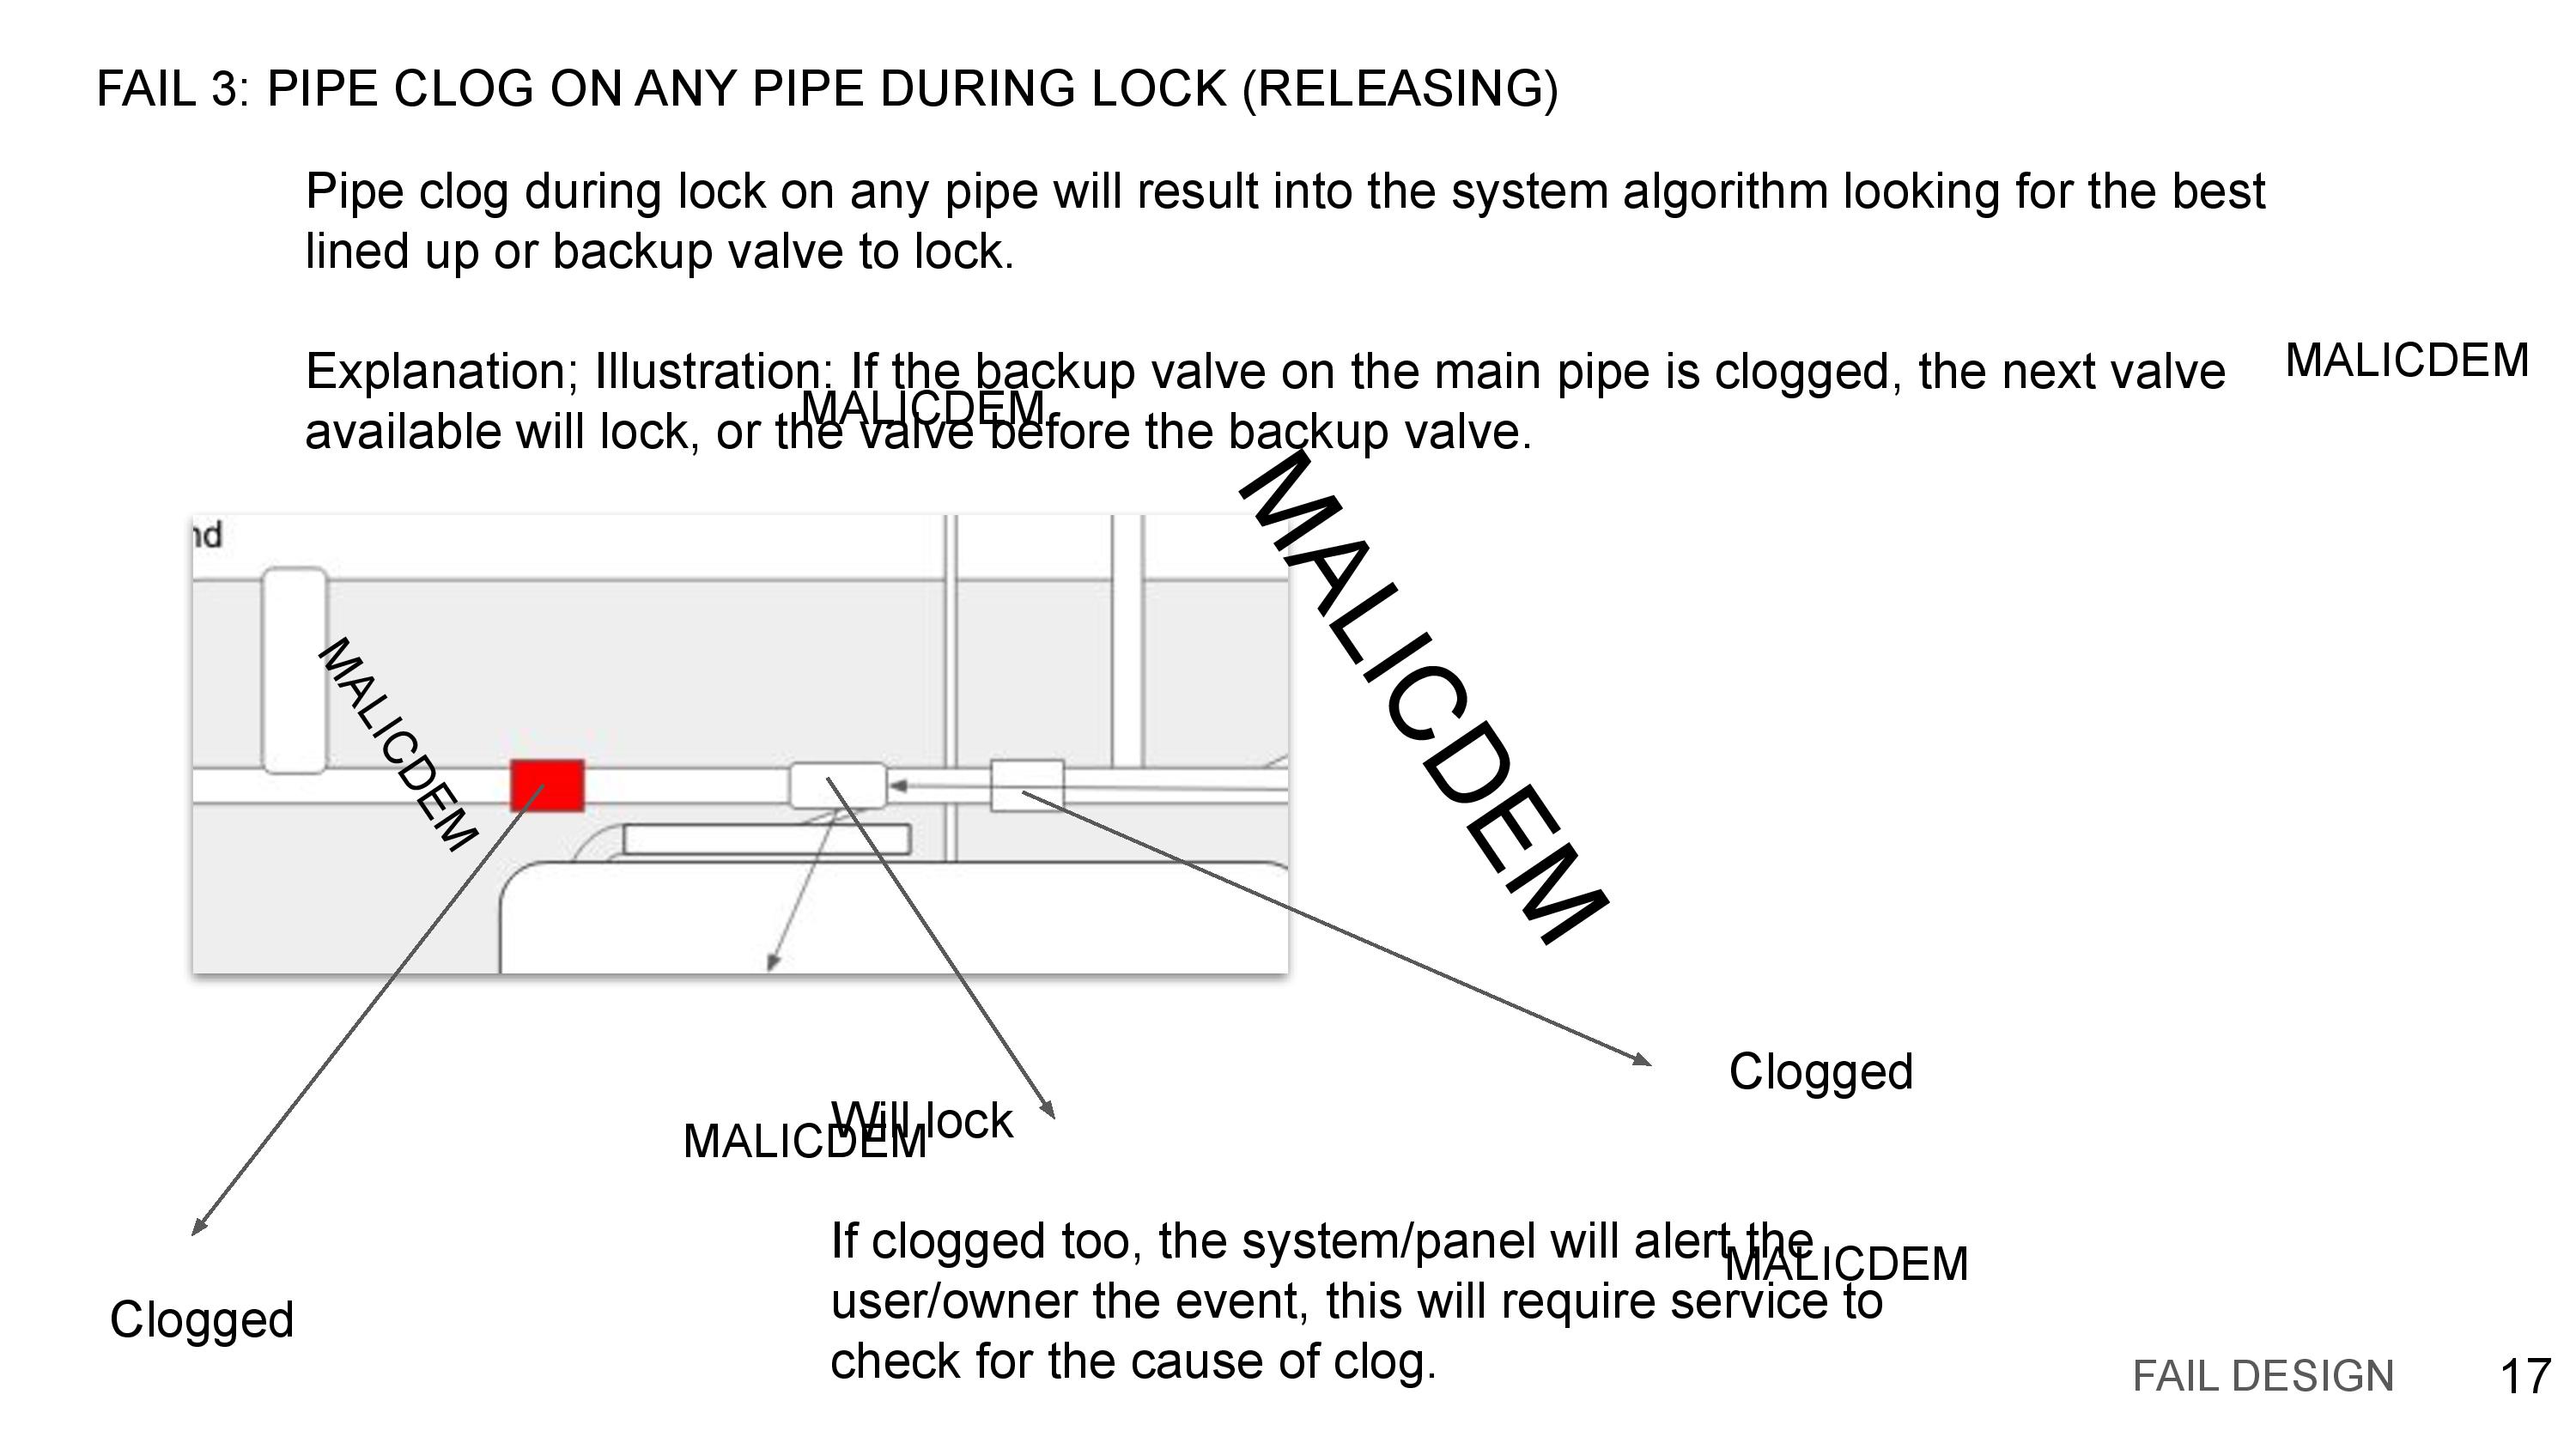 FAIL 3: PIPE CLOG ON ANY PIPE DURING LOCK (RELEASING)
Pipe clog during lock on any pipe will result into the system algorithm looking for the best
lined up or backup valve to lock.
Explanation; Illustration: If the backup valve on the main pipe is clogged, the next valve
available will lock, or the valve before the backup valve.
MALICDEM
MALICDEM
MALICDEM
nd
MALICDEM
Clogged
Will lock
MALICDEM
If clogged too, the system/panel will alert the
user/owner the event, this will require service to
check for the cause of clog.
MALICDEM
Clogged
FAIL DESIGN
17